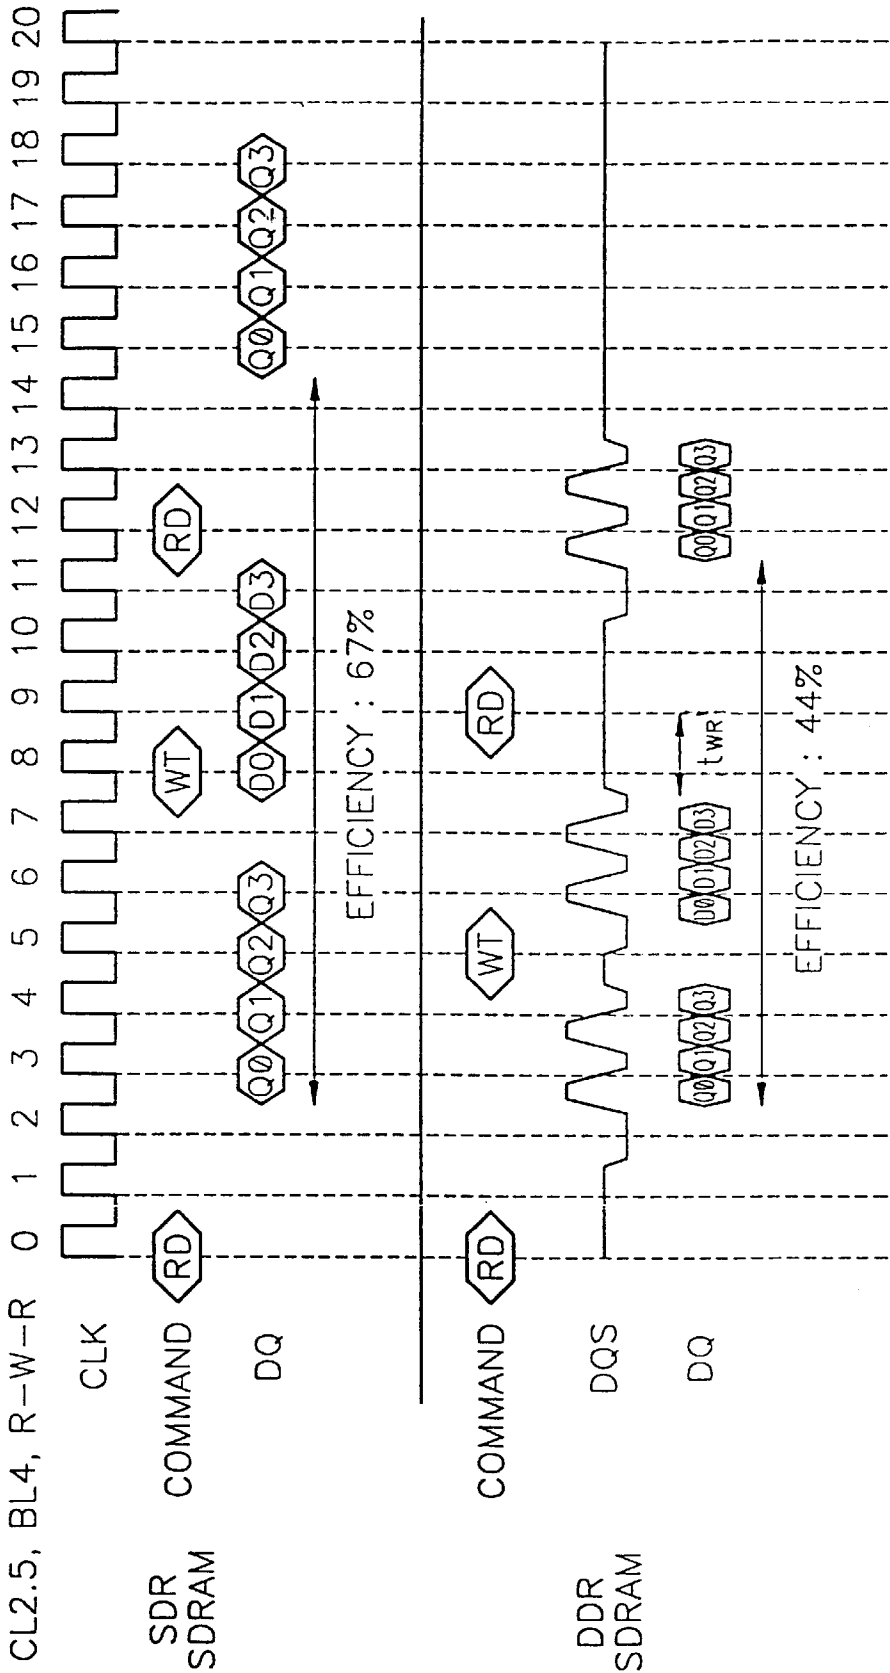 CL2.5, BL4, R-W-R 0 1 2 3 4 5 6 7 8 9 10 11 12 13 14 15 16 17 18 19 20
CLK
SDR
SDRAM
COMMAND RD WT RD
DQ Q0 Q1 Q2 Q3 D0 D1 D2 D3 Q0 Q1 Q2 Q3
EFFICIENCY : 67%
DDR
SDRAM
COMMAND RD WT RD
DQS
DQ Q0 Q1 Q2 Q3 D0 D1 D2 D3 Q0 Q1 Q2 Q3
tWR
EFFICIENCY : 44%